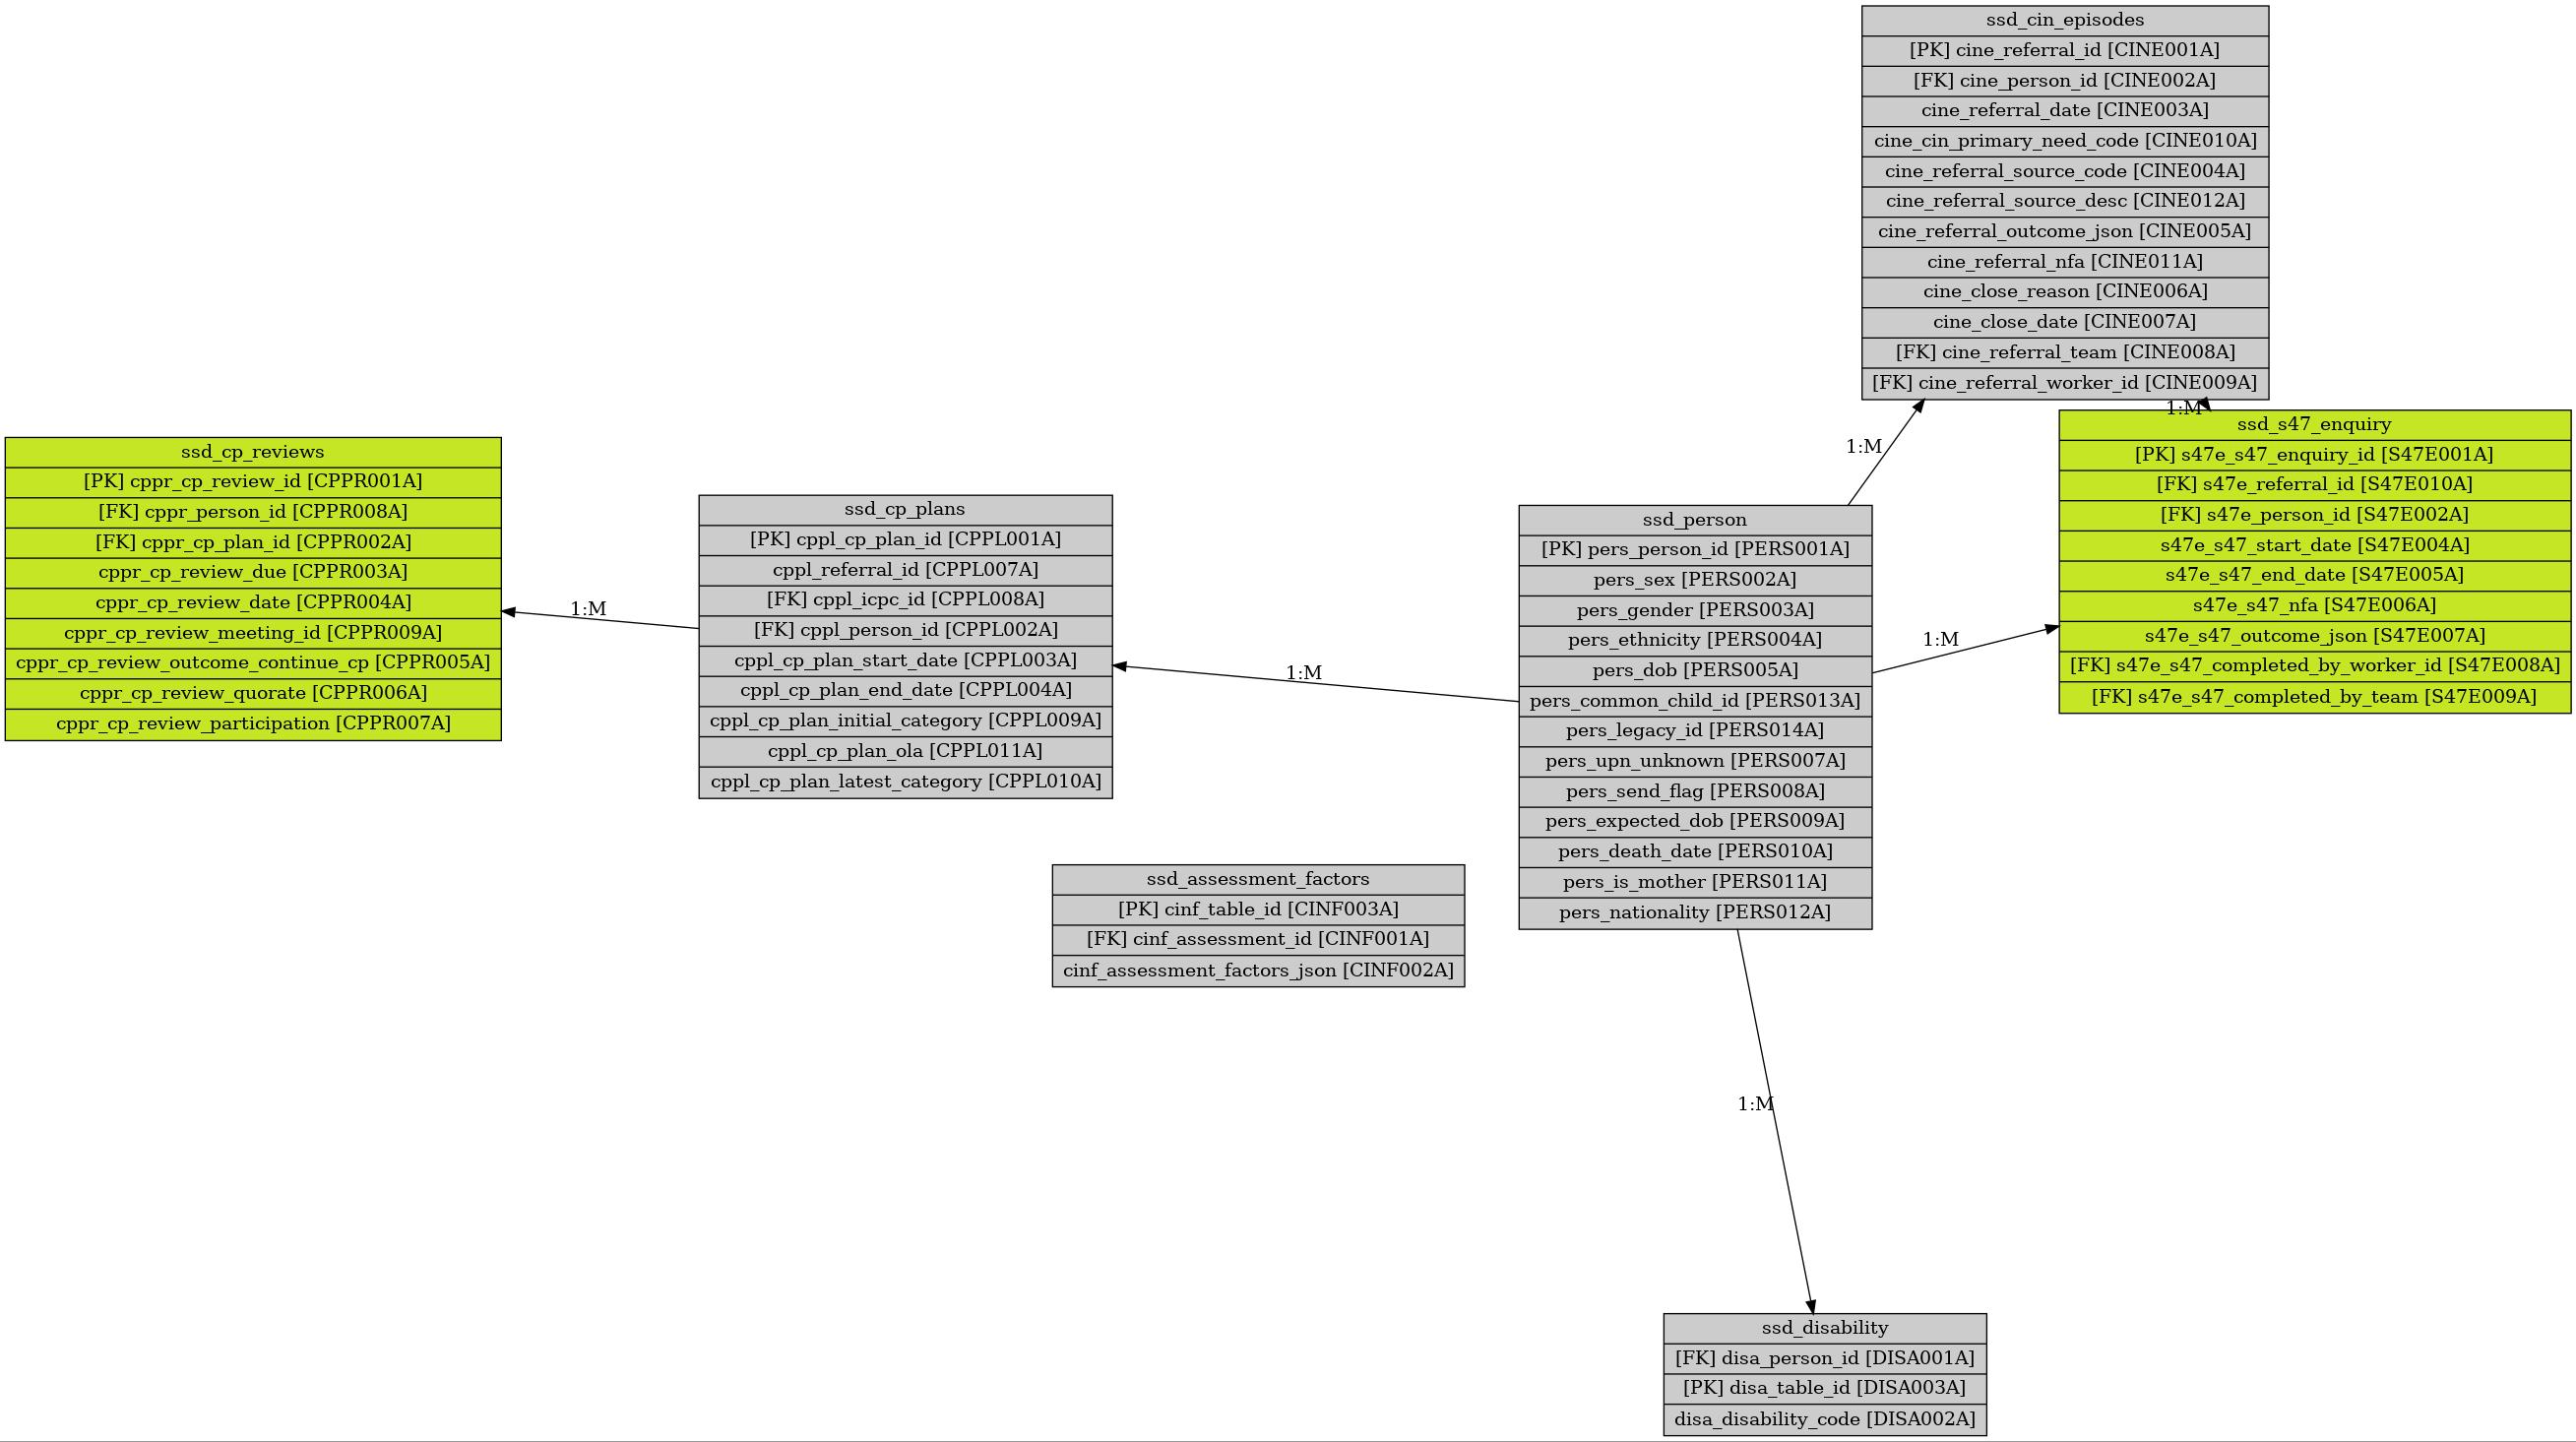 ssd_cin_episodes
[PK] cine_referral_id [CINE001A]
[FK] cine_person_id [CINE002A]
cine_referral_date [CINE003A]
cine_cin_primary_need_code [CINE010A]
cine_referral_source_code [CINE004A]
cine_referral_source_desc [CINE012A]
cine_referral_outcome_json [CINE005A]
cine_referral_nfa [CINE011A]
cine_close_reason [CINE006A]
cine_close_date [CINE007A]
[FK] cine_referral_team [CINE008A]
[FK] cine_referral_worker_id [CINE009A]
1:M
1:M
ssd_cp_reviews
[PK] cppr_cp_review_id [CPPR001A]
[FK] cppr_person_id [CPPR008A]
[FK] cppr_cp_plan_id [CPPR002A]
cppr_cp_review_due [CPPR003A]
cppr_cp_review_date [CPPR004A]
cppr_cp_review_meeting_id [CPPR009A]
cppr_cp_review_outcome_continue_cp [CPPR005A]
cppr_cp_review_quorate [CPPR006A]
cppr_cp_review_participation [CPPR007A]
1:M
ssd_cp_plans
[PK] cppl_cp_plan_id [CPPL001A]
cppl_referral_id [CPPL007A]
[FK] cppl_icpc_id [CPPL008A]
[FK] cppl_person_id [CPPL002A]
cppl_cp_plan_start_date [CPPL003A]
cppl_cp_plan_end_date [CPPL004A]
cppl_cp_plan_initial_category [CPPL009A]
cppl_cp_plan_ola [CPPL011A]
cppl_cp_plan_latest_category [CPPL010A]
1:M
ssd_person
[PK] pers_person_id [PERS001A]
pers_sex [PERS002A]
pers_gender [PERS003A]
pers_ethnicity [PERS004A]
pers_dob [PERS005A]
pers_common_child_id [PERS013A]
pers_legacy_id [PERS014A]
pers_upn_unknown [PERS007A]
pers_send_flag [PERS008A]
pers_expected_dob [PERS009A]
pers_death_date [PERS010A]
pers_is_mother [PERS011A]
pers_nationality [PERS012A]
1:M
ssd_s47_enquiry
[PK] s47e_s47_enquiry_id [S47E001A]
[FK] s47e_referral_id [S47E010A]
[FK] s47e_person_id [S47E002A]
s47e_s47_start_date [S47E004A]
s47e_s47_end_date [S47E005A]
s47e_s47_nfa [S47E006A]
s47e_s47_outcome_json [S47E007A]
[FK] s47e_s47_completed_by_worker_id [S47E008A]
[FK] s47e_s47_completed_by_team [S47E009A]
ssd_assessment_factors
[PK] cinf_table_id [CINF003A]
[FK] cinf_assessment_id [CINF001A]
cinf_assessment_factors_json [CINF002A]
1:M
ssd_disability
[FK] disa_person_id [DISA001A]
[PK] disa_table_id [DISA003A]
disa_disability_code [DISA002A]